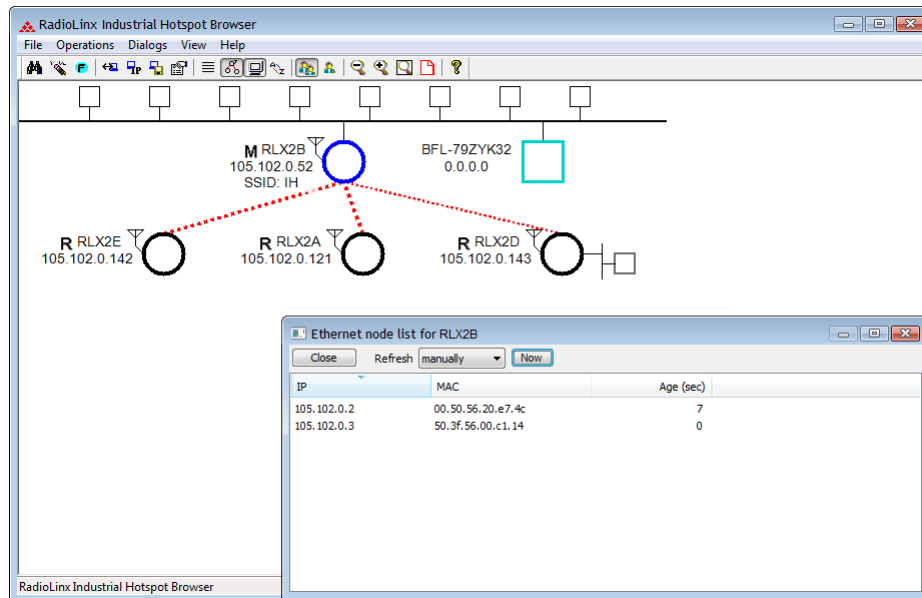 RadioLinx Industrial Hotspot Browser
File Operations Dialogs View Help
IP
F
?
M RLX2B
105.102.0.52
SSID: IH
BFL-79ZYK32
0.0.0.0
R RLX2E
105.102.0.142
R RLX2A
105.102.0.121
R RLX2D
105.102.0.143
Ethernet node list for RLX2B
Close Refresh manually Now
IP MAC Age (sec)
105.102.0.2 00.50.56.20.e7.4c 7
105.102.0.3 50.3f.56.00.c1.14 0
RadioLinx Industrial Hotspot Browser